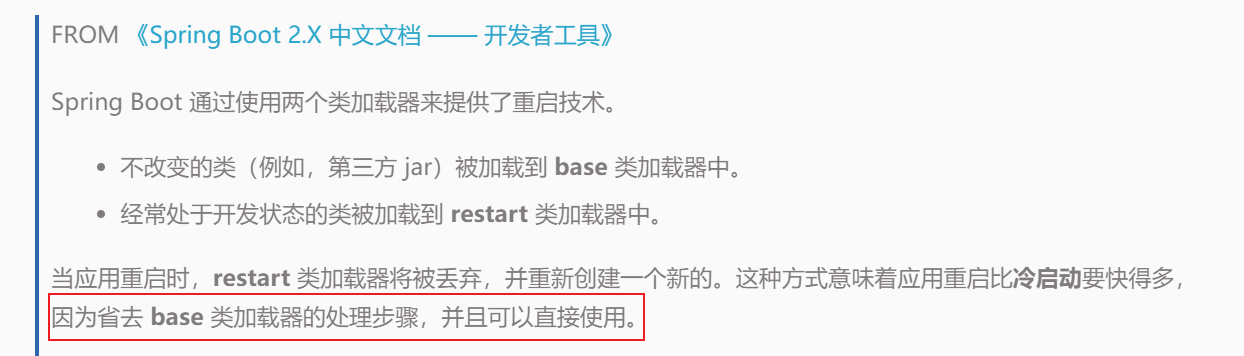 FROM 《Spring Boot 2.X 中文文档 —— 开发者工具》
Spring Boot 通过使用两个类加载器来提供了重启技术。
• 不改变的类（例如，第三方 jar）被加载到 base 类加载器中。
• 经常处于开发状态的类被加载到 restart 类加载器中。
当应用重启时，restart 类加载器将被丢弃，并重新创建一个新的。这种方式意味着应用重启比冷启动要快得多，
因为省去 base 类加载器的处理步骤，并且可以直接使用。